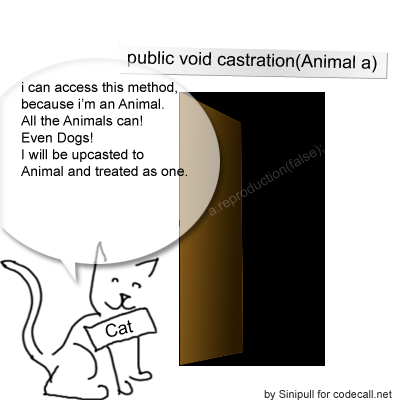 public void castration(Animal a)
i can access this method,
because i'm an Animal.
All the Animals can!
Even Dogs!
I will be upcasted to
Animal and treated as one.
a.reproduction(false);
Cat
by Sinipull for codecall.net